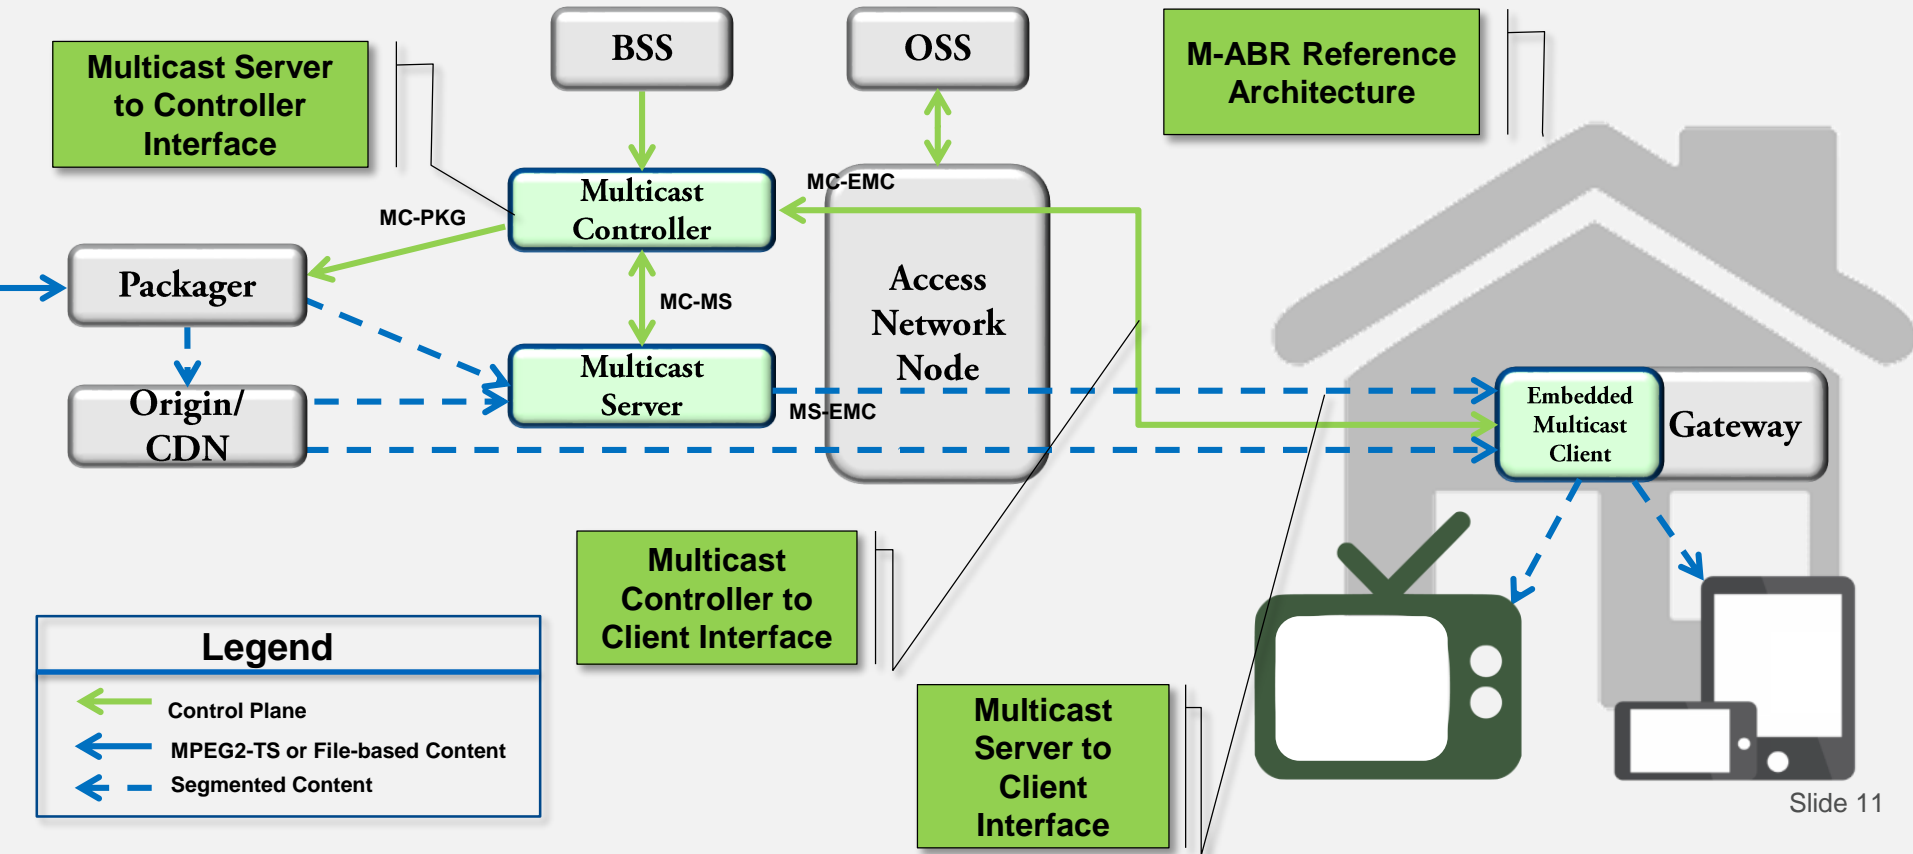 BSS
OSS
Multicast Server
to Controller
Interface
M-ABR Reference
Architecture
Multicast
Controller
MC-EMC
MC-PKG
Packager
MC-MS
Access
Network
Node
Multicast
Server
MS-EMC
Origin/
CDN
Embedded
Multicast
Client
Gateway
Multicast
Controller to
Client Interface
Legend
Control Plane
MPEG2-TS or File-based Content
Segmented Content
Multicast
Server to
Client
Interface
Slide 11